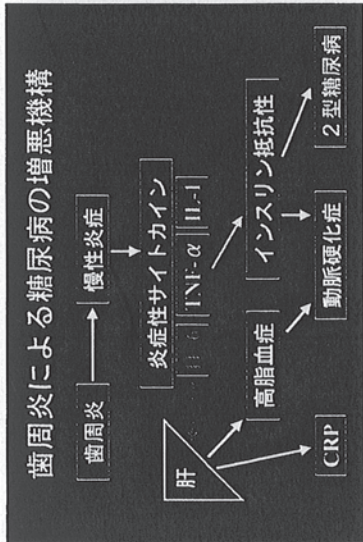 歯周炎による糖尿病の増悪機構
歯周炎
慢性炎症
炎症性サイトカイン
TNF-α
IL-1
肝
高脂血症
インスリン抵抗性
CRP
動脈硬化症
2型糖尿病